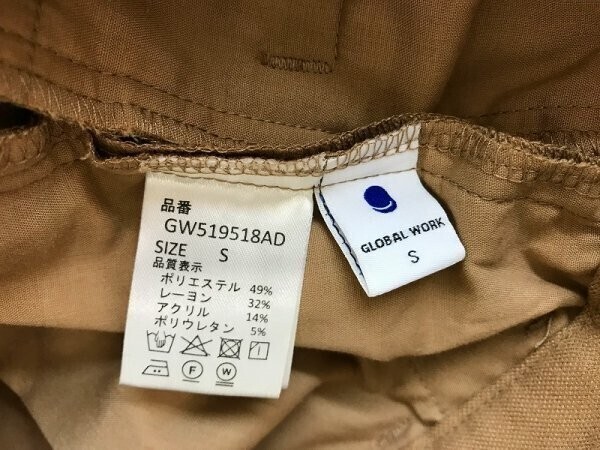 品番
GW519518AD
SIZE S
品質表示
ポリエステル 49%
レーヨン 32%
アクリル 14%
ポリウレタン 5%
F W
GLOBAL WORK
S